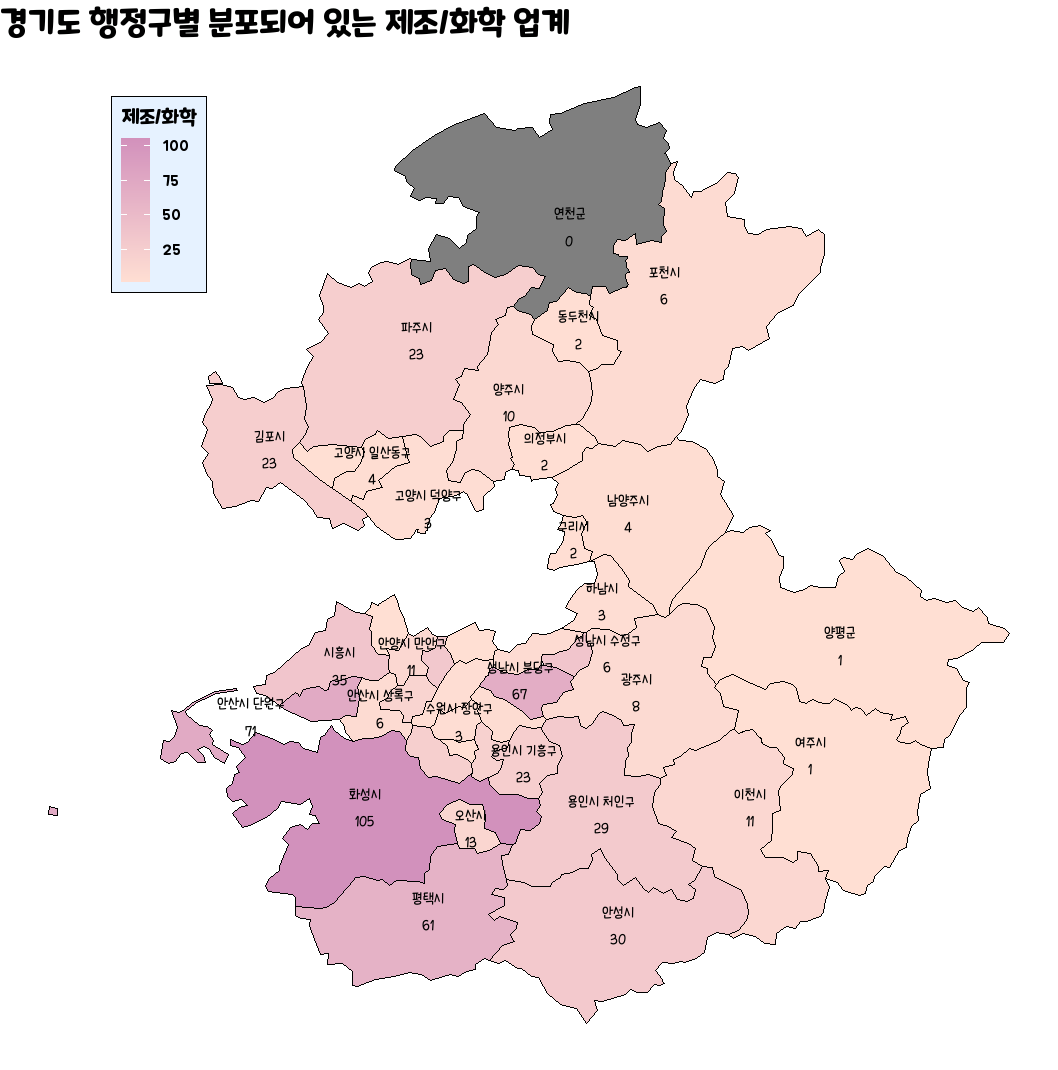 경기도 행정구별 분포되어 있는 제조/화학 업계
제조/화학
100
75
50
25
연천군
0
포천시
6
동두천시
2
파주시
23
양주시
10
김포시
23
의정부시
2
고양시 일산동구
4
고양시 덕양구
3
남양주시
4
구리시
2
하남시
3
양평군
1
성남시 수정구
6
안양시 만안구
11
시흥시
35
성남시 분당구
67
광주시
8
안산시 상록구
6
안산시 단원구
71
수원시 장안구
3
여주시
1
용인시 기흥구
23
화성시
105
오산시
13
용인시 처인구
29
이천시
11
평택시
61
안성시
30